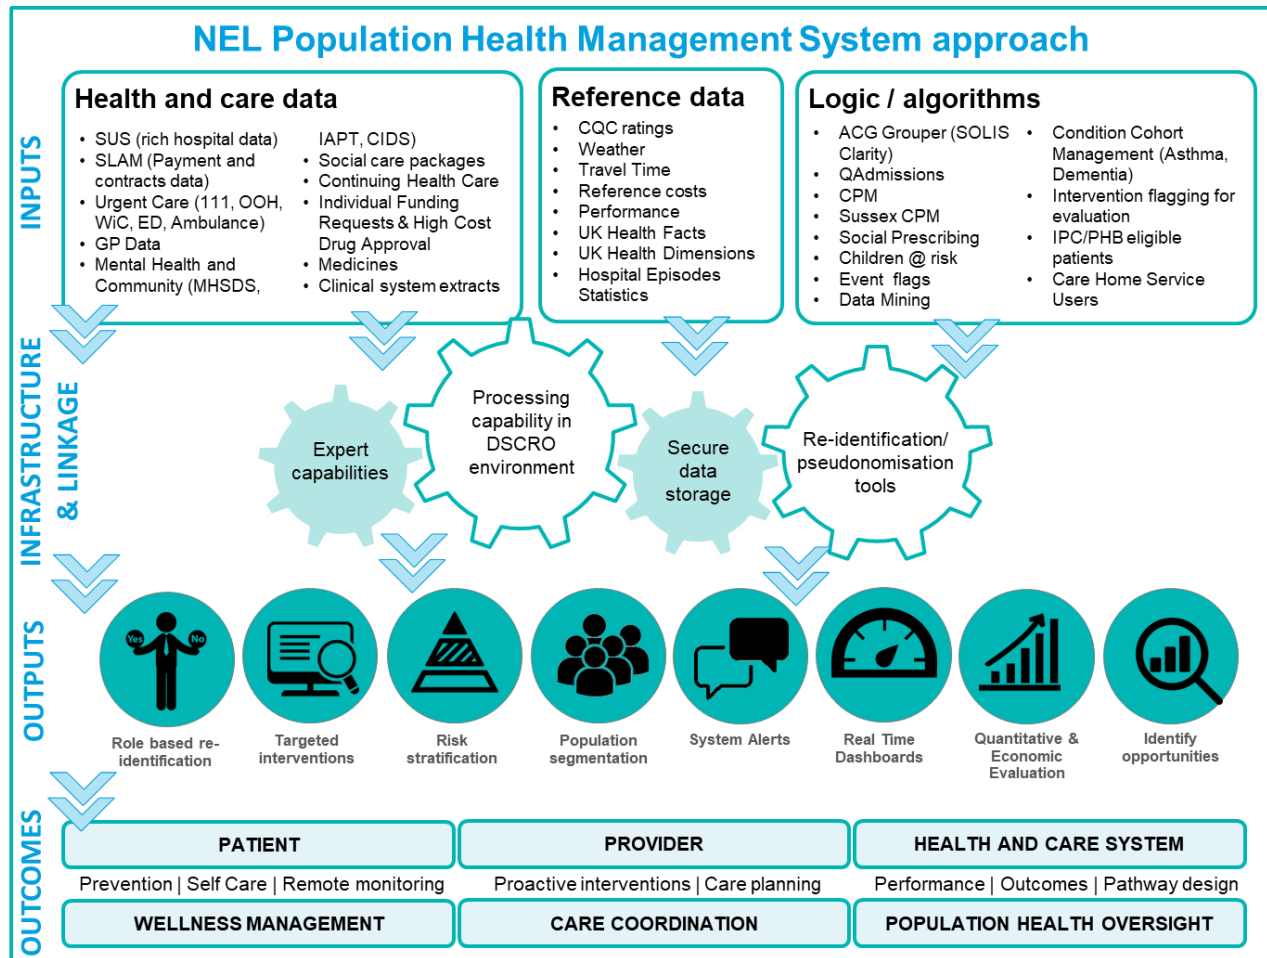 NEL Population Health Management System approach
INPUTS
Health and care data
• SUS (rich hospital data)
• SLAM (Payment and
contracts data)
• Urgent Care (111, OOH,
WiC, ED, Ambulance)
• GP Data
• Mental Health and
Community (MHSDS,
IAPT, CIDS)
• Social care packages
• Continuing Health Care
• Individual Funding
Requests & High Cost
Drug Approval
• Medicines
• Clinical system extracts
Reference data
• CQC ratings
• Weather
• Travel Time
• Reference costs
• Performance
• UK Health Facts
• UK Health Dimensions
• Hospital Episodes
Statistics
Logic / algorithms
• ACG Grouper (SOLIS
Clarity)
• QAdmissions
• CPM
• Sussex CPM
• Social Prescribing
• Children @ risk
• Event flags
• Data Mining
• Condition Cohort
Management (Asthma,
Dementia)
• Intervention flagging for
evaluation
• IPC/PHB eligible
patients
• Care Home Service
Users
INFRASTRUCTURE
& LINKAGE
Expert
capabilities
Processing
capability in
DSCRO
environment
Secure
data
storage
Re-identification/
pseudonomisation
tools
OUTPUTS
Yes
No
Role based re-
identification
Targeted
interventions
Risk
stratification
Population
segmentation
System Alerts
Real Time
Dashboards
Quantitative &
Economic
Evaluation
Identify
opportunities
OUTCOMES
PATIENT
Prevention | Self Care | Remote monitoring
WELLNESS MANAGEMENT
PROVIDER
Proactive interventions | Care planning
CARE COORDINATION
HEALTH AND CARE SYSTEM
Performance | Outcomes | Pathway design
POPULATION HEALTH OVERSIGHT